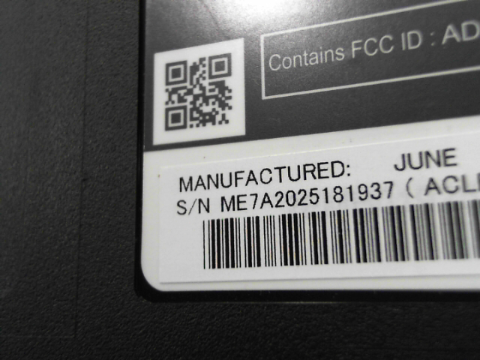 Contains FCC ID : AD
MANUFACTURED: JUNE
S/N ME7A2025181937 ( ACL